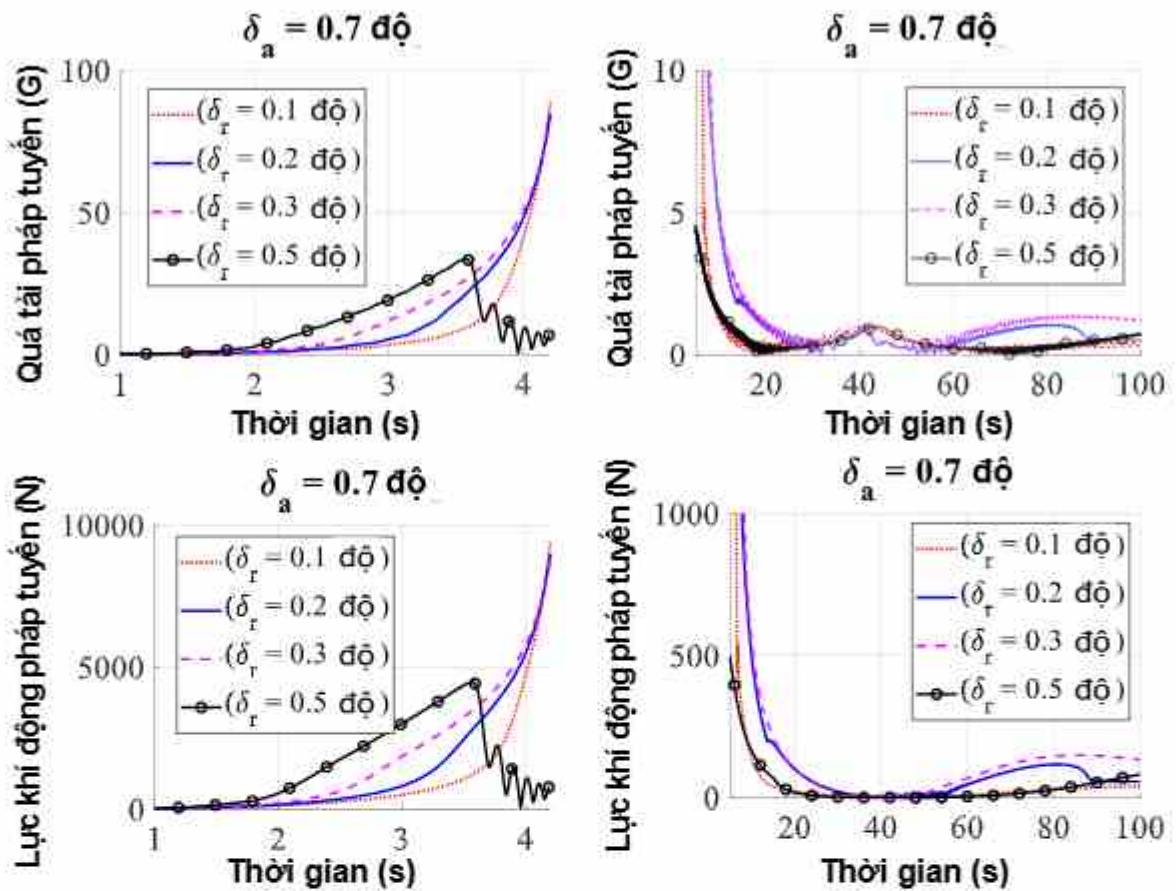 δa = 0.7 độ
Quá tải pháp tuyến (G)
100
50
0
(δr = 0.1 độ)
(δr = 0.2 độ)
(δr = 0.3 độ)
(δr = 0.5 độ)
1 2 3 4
Thời gian (s)
δa = 0.7 độ
Quá tải pháp tuyến (G)
10
5
0
(δr = 0.1 độ)
(δr = 0.2 độ)
(δr = 0.3 độ)
(δr = 0.5 độ)
20 40 60 80 100
Thời gian (s)
δa = 0.7 độ
Lực khí động pháp tuyến (N)
10000
5000
0
(δr = 0.1 độ)
(δr = 0.2 độ)
(δr = 0.3 độ)
(δr = 0.5 độ)
1 2 3 4
Thời gian (s)
δa = 0.7 độ
Lực khí động pháp tuyến (N)
1000
500
0
(δr = 0.1 độ)
(δr = 0.2 độ)
(δr = 0.3 độ)
(δr = 0.5 độ)
20 40 60 80 100
Thời gian (s)